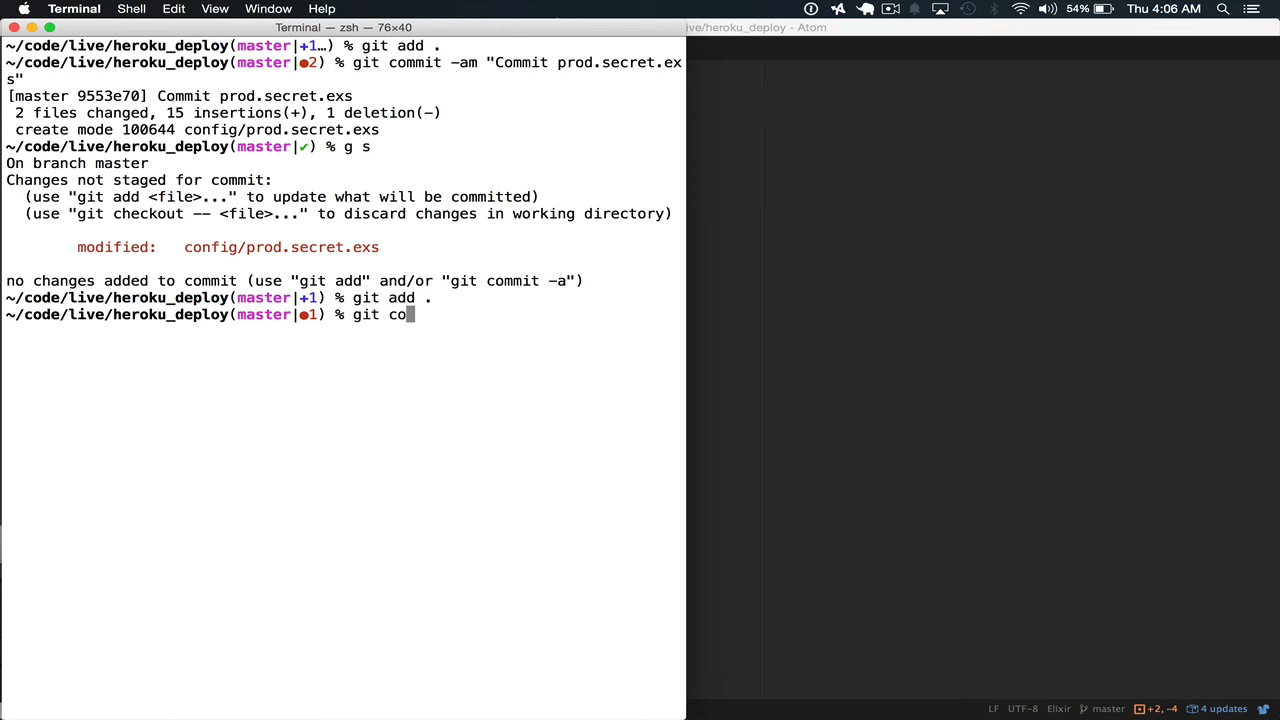 Terminal Shell Edit View Window Help 54% Thu 4:06 AM
Terminal — zsh — 76×40
ive/heroku_deploy - Atom
~/code/live/heroku_deploy(master|+1…) % git add .
~/code/live/heroku_deploy(master|●2) % git commit -am "Commit prod.secret.ex
s"
[master 9553e70] Commit prod.secret.exs
 2 files changed, 15 insertions(+), 1 deletion(-)
 create mode 100644 config/prod.secret.exs
~/code/live/heroku_deploy(master|✔) % g s
On branch master
Changes not staged for commit:
  (use "git add <file>..." to update what will be committed)
  (use "git checkout -- <file>..." to discard changes in working directory)
        modified:   config/prod.secret.exs
no changes added to commit (use "git add" and/or "git commit -a")
~/code/live/heroku_deploy(master|+1) % git add .
~/code/live/heroku_deploy(master|●1) % git co
LF UTF-8 Elixir master +2, -4 4 updates